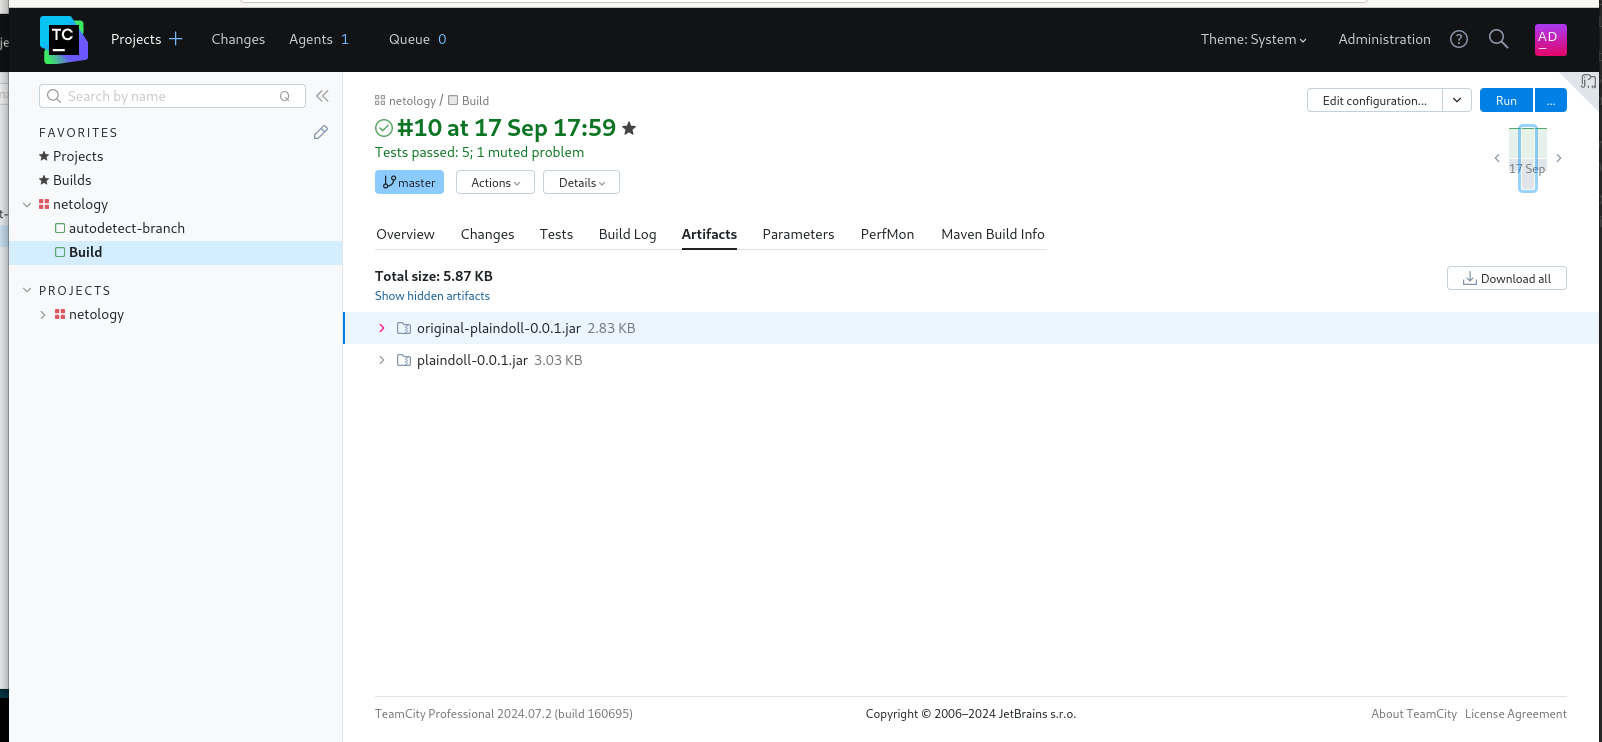 TC
Projects
Changes
Agents 1
Queue 0
Theme: System
Administration
AD
Search by name Q
FAVORITES
Projects
Builds
netology
autodetect-branch
Build
PROJECTS
netology
netology / Build
#10 at 17 Sep 17:59
Tests passed: 5; 1 muted problem
master Actions Details
Edit configuration... Run ...
17 Sep
Overview Changes Tests Build Log Artifacts Parameters PerfMon Maven Build Info
Total size: 5.87 KB
Show hidden artifacts
Download all
original-plaindoll-0.0.1.jar 2.83 KB
plaindoll-0.0.1.jar 3.03 KB
TeamCity Professional 2024.07.2 (build 160695)
Copyright © 2006–2024 JetBrains s.r.o.
About TeamCity License Agreement